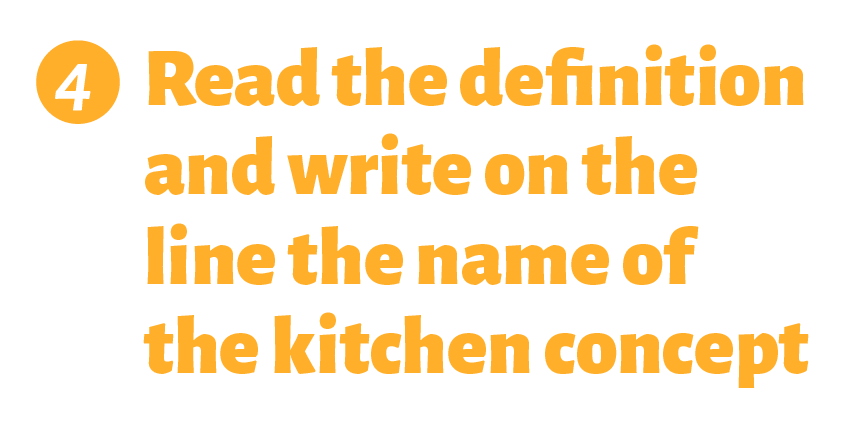 4 Read the definition
and write on the
line the name of
the kitchen concept